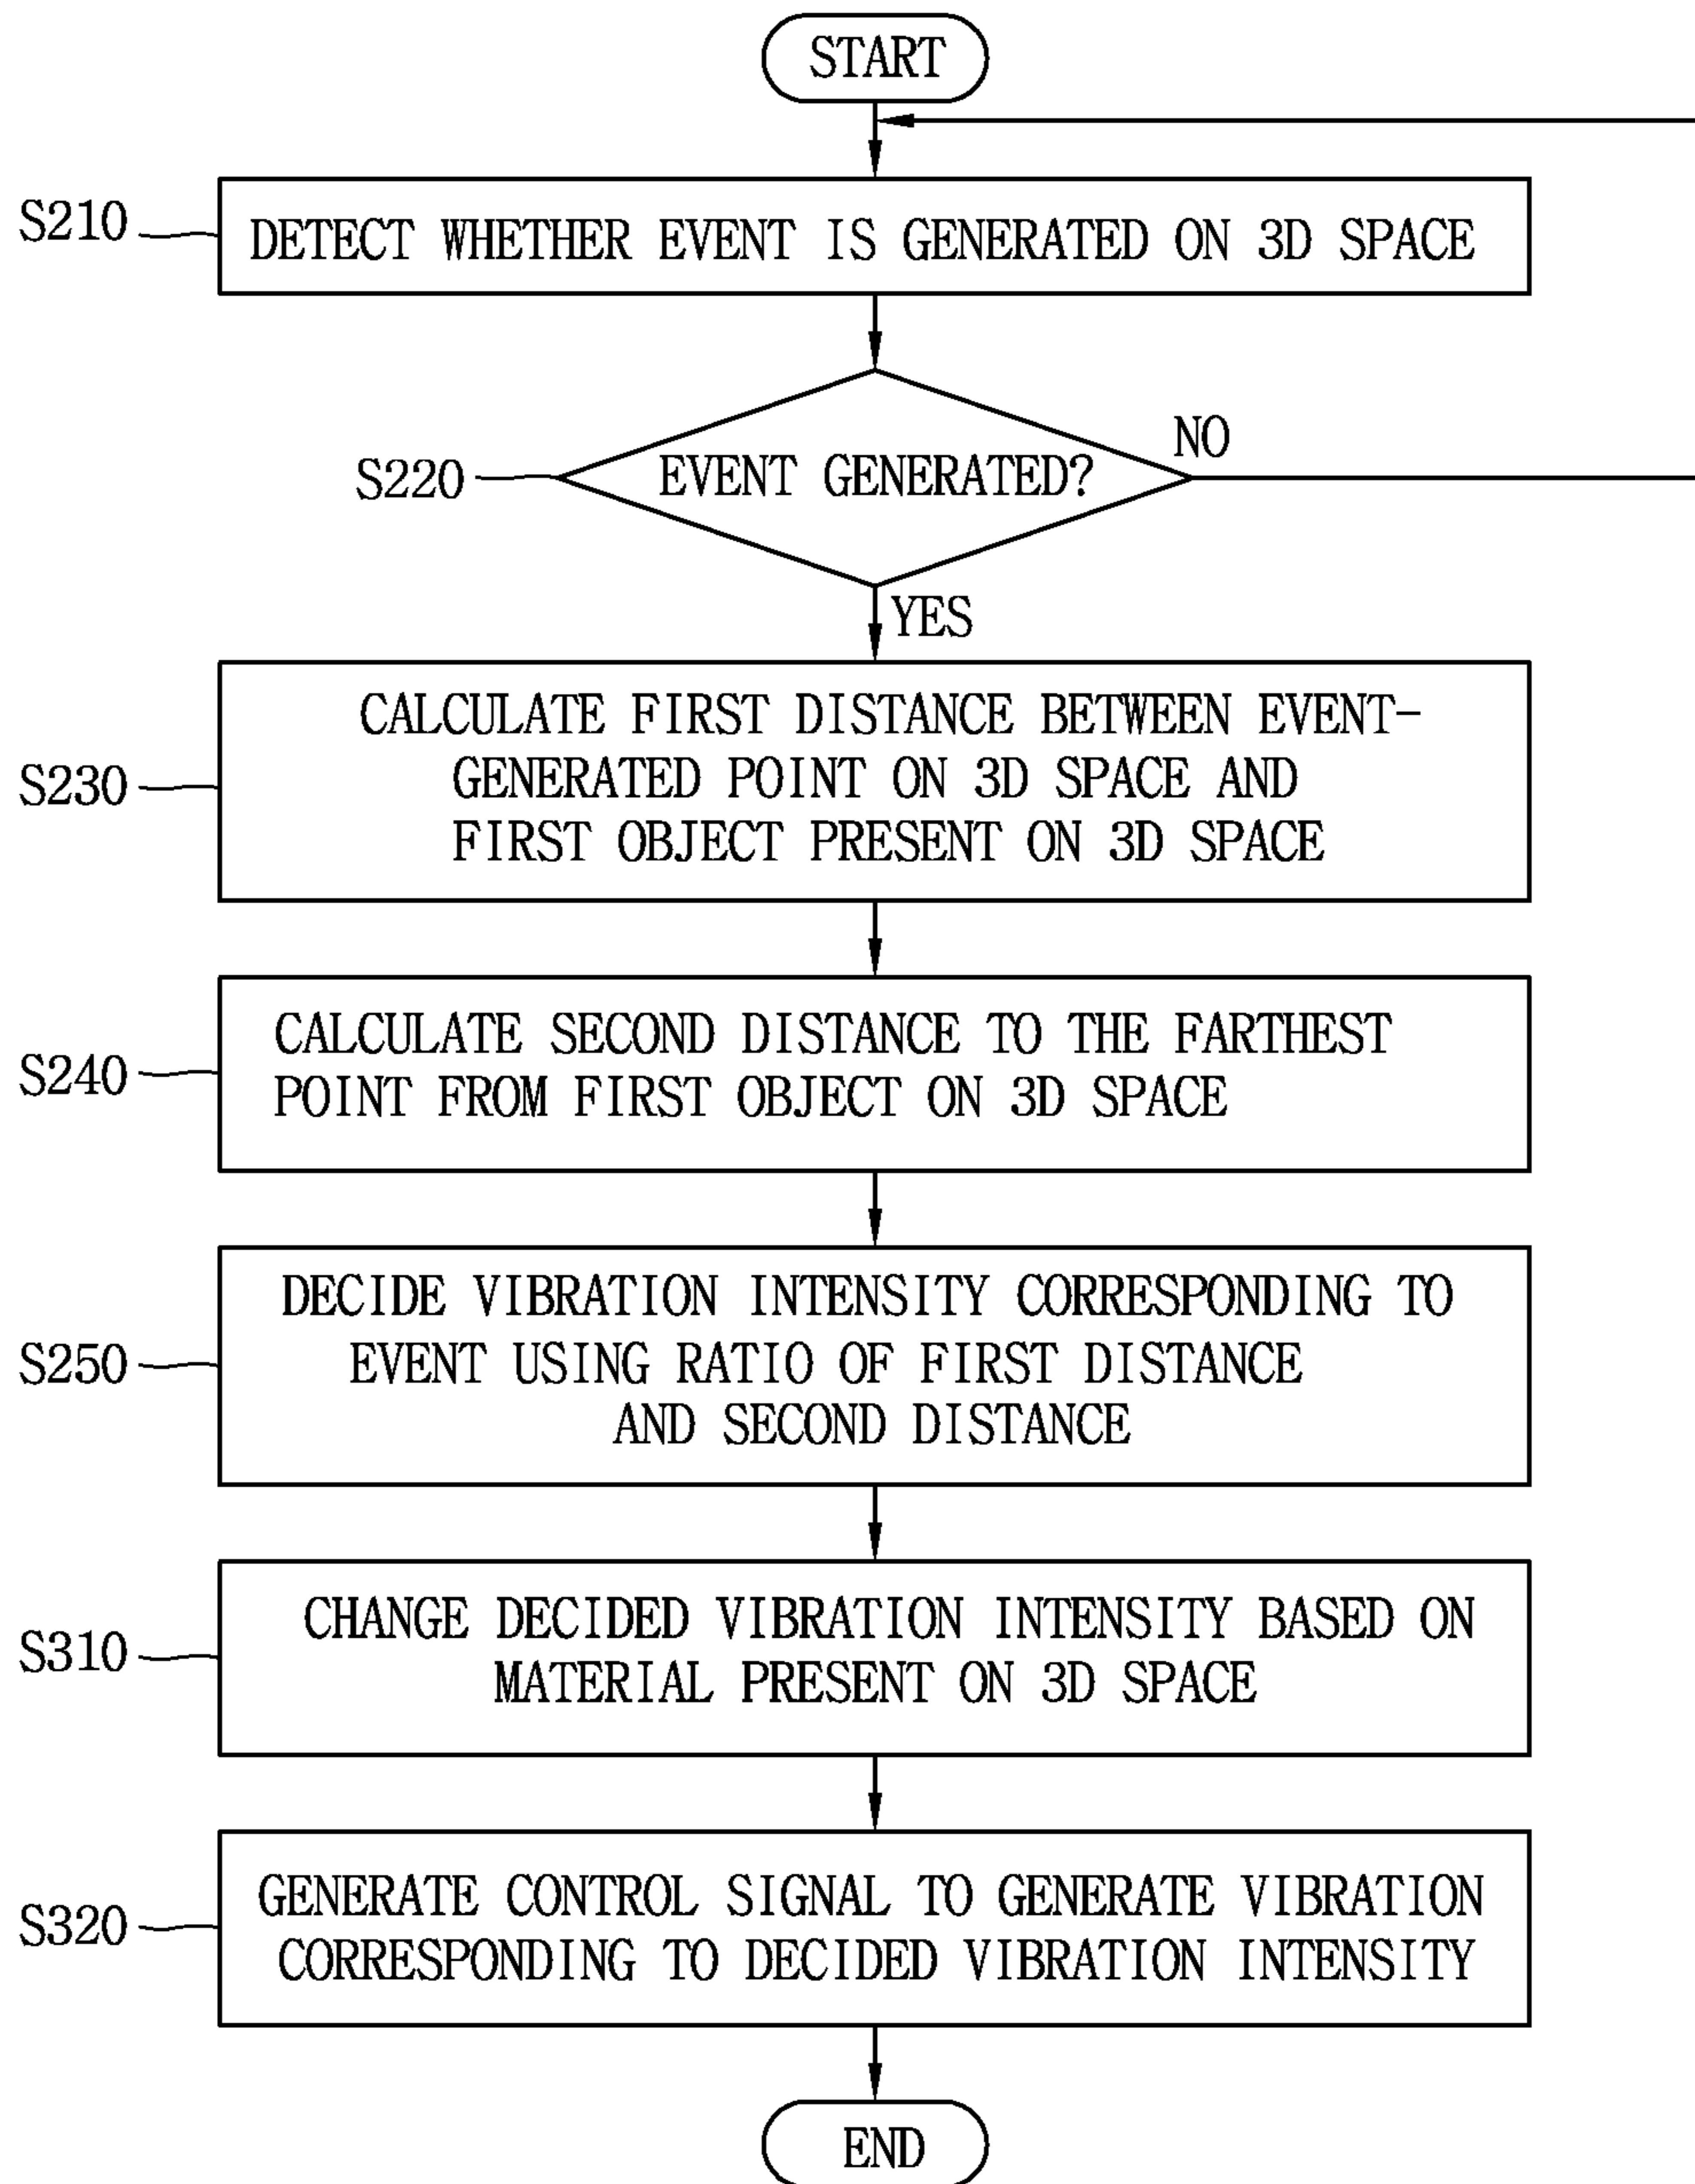 START
S210
DETECT WHETHER EVENT IS GENERATED ON 3D SPACE
S220
EVENT GENERATED?
NO
YES
S230
CALCULATE FIRST DISTANCE BETWEEN EVENT-
GENERATED POINT ON 3D SPACE AND
FIRST OBJECT PRESENT ON 3D SPACE
S240
CALCULATE SECOND DISTANCE TO THE FARTHEST
POINT FROM FIRST OBJECT ON 3D SPACE
S250
DECIDE VIBRATION INTENSITY CORRESPONDING TO
EVENT USING RATIO OF FIRST DISTANCE
AND SECOND DISTANCE
S310
CHANGE DECIDED VIBRATION INTENSITY BASED ON
MATERIAL PRESENT ON 3D SPACE
S320
GENERATE CONTROL SIGNAL TO GENERATE VIBRATION
CORRESPONDING TO DECIDED VIBRATION INTENSITY
END